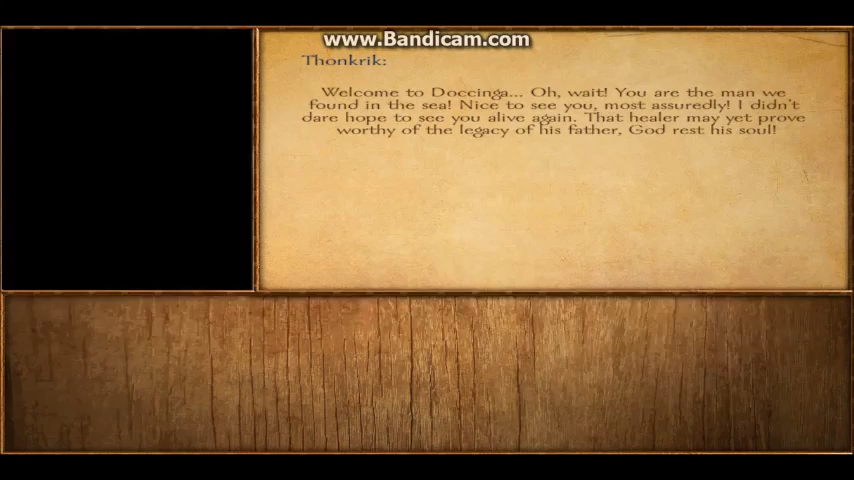 www.Bandicam.com
Thonkrik:
Welcome to Doccinga... Oh, wait! You are the man we
found in the sea! Nice to see you, most assuredly! I didn't
dare hope to see you alive again. That healer may yet prove
worthy of the legacy of his father, God rest his soul!